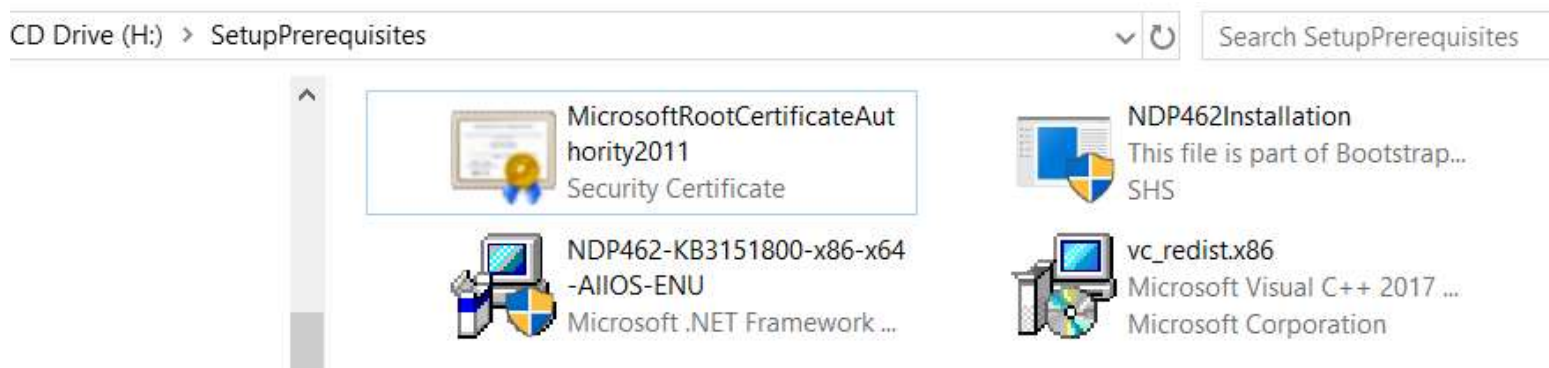 CD Drive (H:) > SetupPrerequisites
Search SetupPrerequisites
MicrosoftRootCertificateAut
hority2011
Security Certificate
NDP462Installation
This file is part of Bootstrap...
SHS
NDP462-KB3151800-x86-x64
-AllOS-ENU
Microsoft .NET Framework ...
vc_redist.x86
Microsoft Visual C++ 2017 ...
Microsoft Corporation